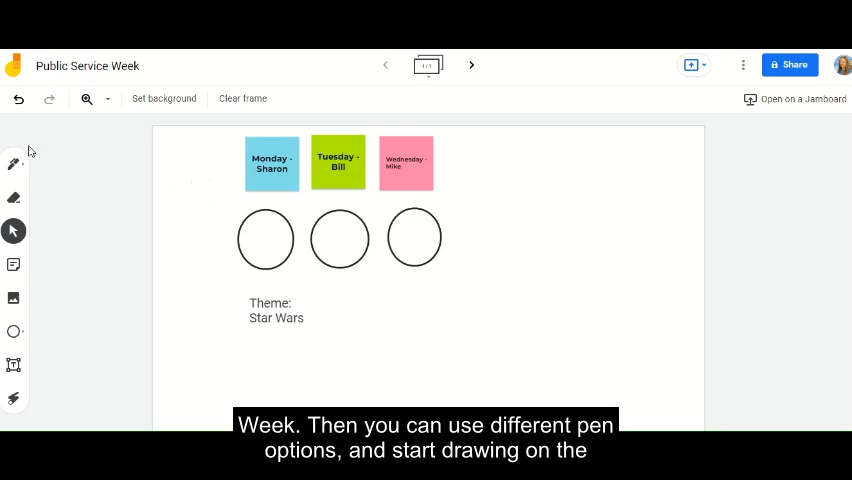 Public Service Week
1 / 1
Share
Set background
Clear frame
Open on a Jamboard
Monday -
Sharon
Tuesday -
Bill
Wednesday -
Mike
Theme:
Star Wars
Week. Then you can use different pen
options, and start drawing on the